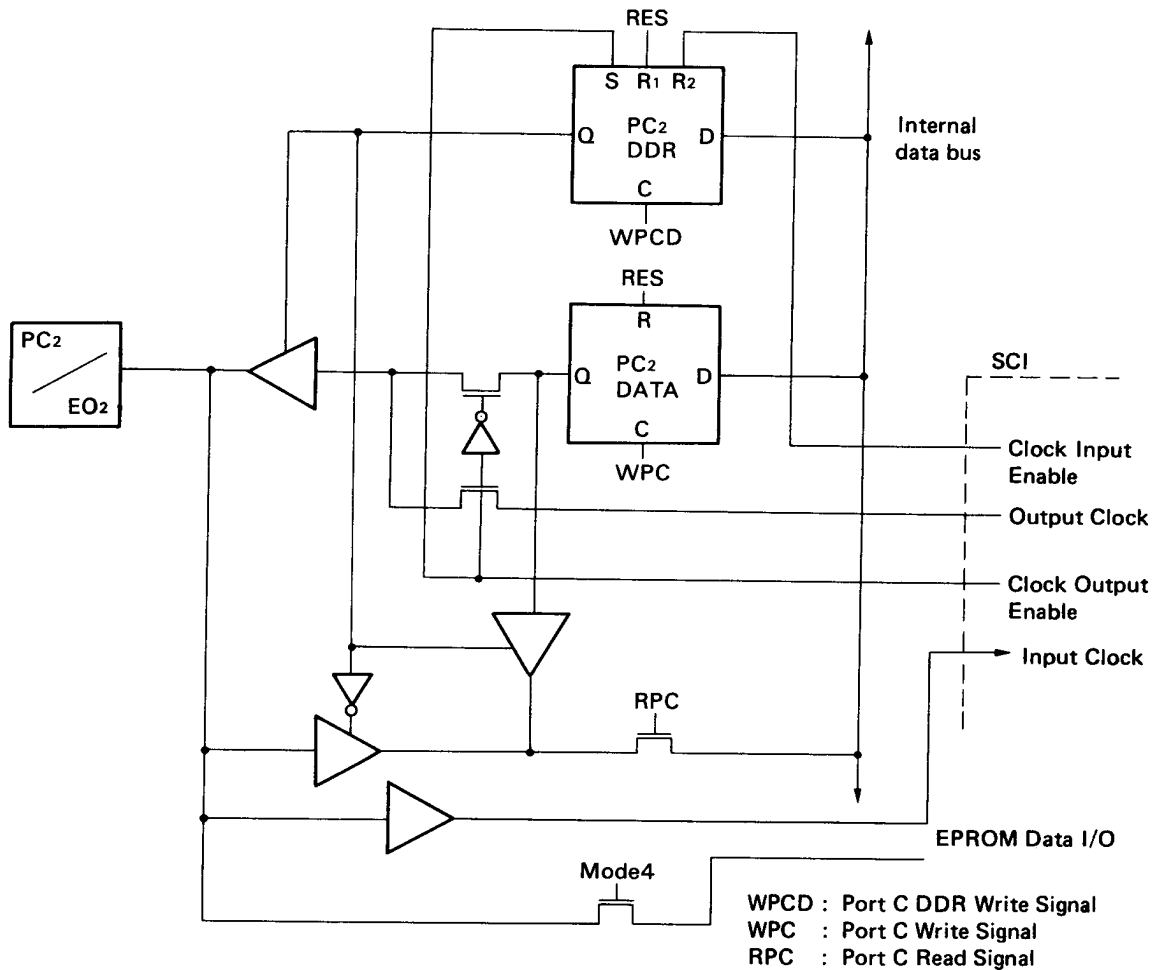 RES
S R1 R2
Q PC2 DDR D
C
WPCD
Internal
data bus
RES
R
Q PC2 DATA D
C
WPC
PC2
EO2
SCI
Clock Input
Enable
Output Clock
Clock Output
Enable
Input Clock
RPC
EPROM Data I/O
Mode4
WPCD : Port C DDR Write Signal
WPC : Port C Write Signal
RPC : Port C Read Signal